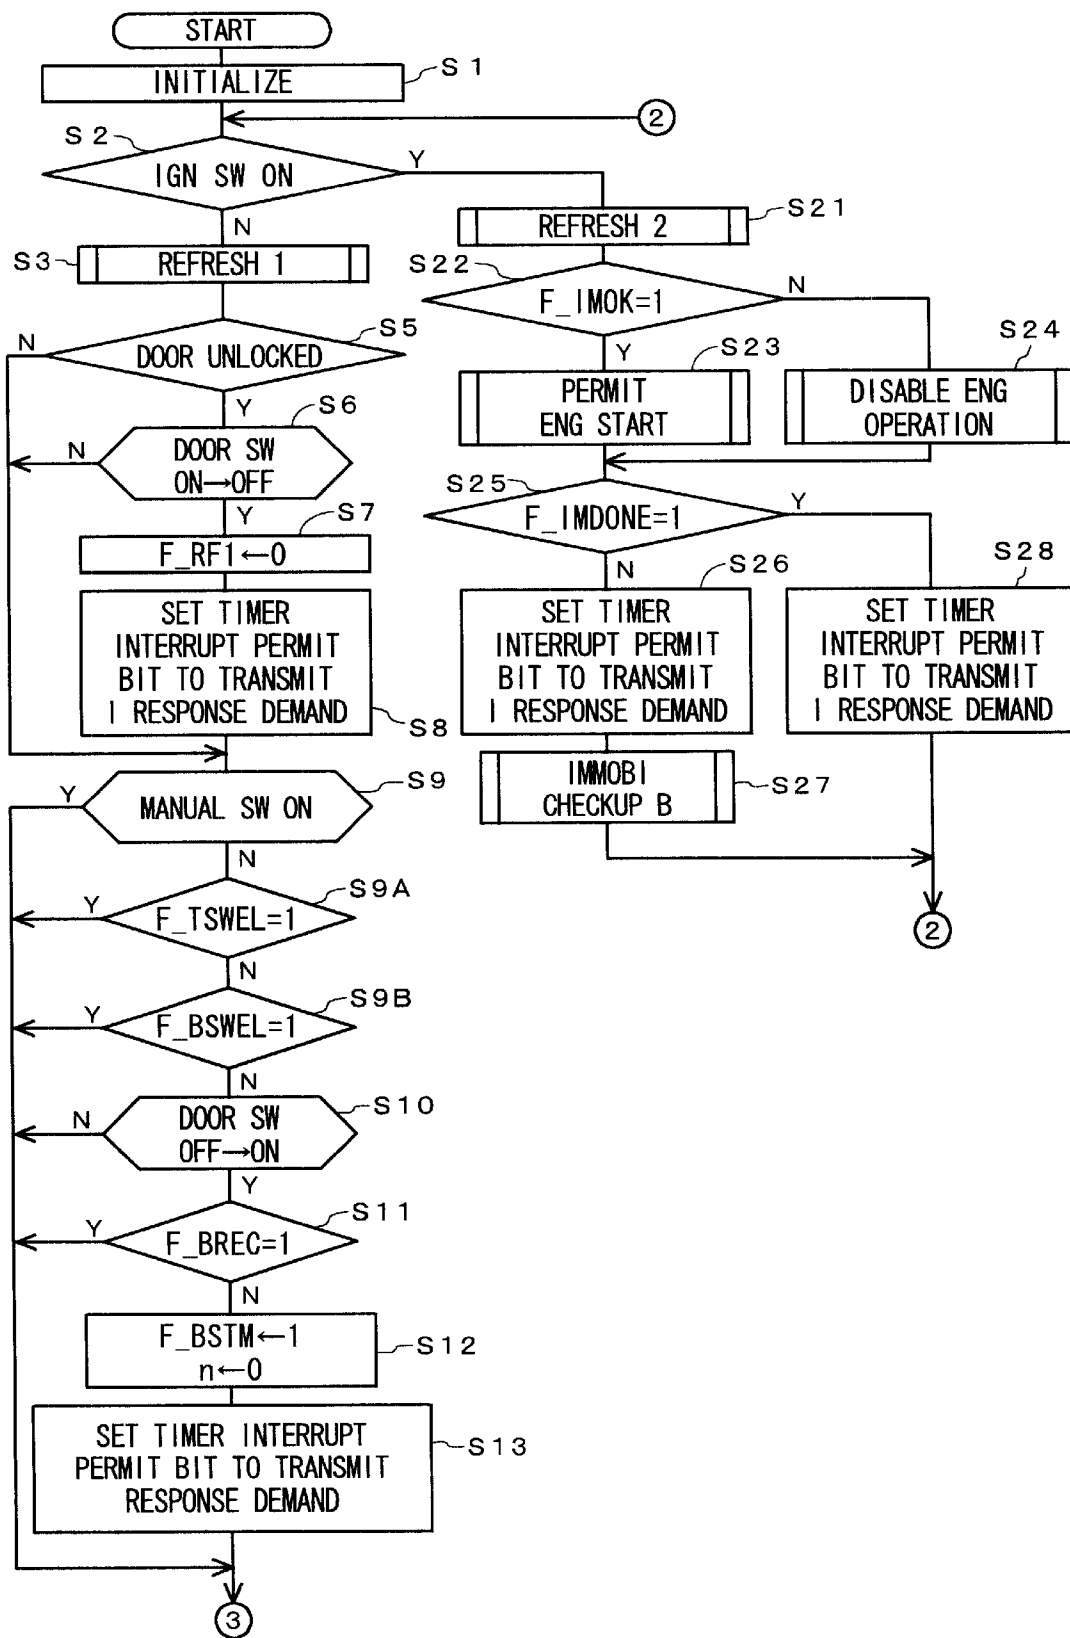 START
INITIALIZE
S1
2
S2
IGN SW ON
Y
N
S3
REFRESH 1
S5
N
DOOR UNLOCKED
Y
S6
N
DOOR SW
ON→OFF
Y
S7
F_RF1←0
SET TIMER
INTERRUPT PERMIT
BIT TO TRANSMIT
I RESPONSE DEMAND
S8
S9
Y
MANUAL SW ON
N
S9A
Y
F_TSWEL=1
N
S9B
Y
F_BSWEL=1
N
S10
N
DOOR SW
OFF→ON
Y
S11
Y
F_BREC=1
N
F_BSTM←1
n←0
S12
SET TIMER INTERRUPT
PERMIT BIT TO TRANSMIT
RESPONSE DEMAND
S13
3
REFRESH 2
S21
S22
F_IMOK=1
N
Y
S23
PERMIT
ENG START
S24
DISABLE ENG
OPERATION
S25
F_IMDONE=1
Y
N
S26
SET TIMER
INTERRUPT PERMIT
BIT TO TRANSMIT
I RESPONSE DEMAND
S28
SET TIMER
INTERRUPT PERMIT
BIT TO TRANSMIT
I RESPONSE DEMAND
IMMOBI
CHECKUP B
S27
2